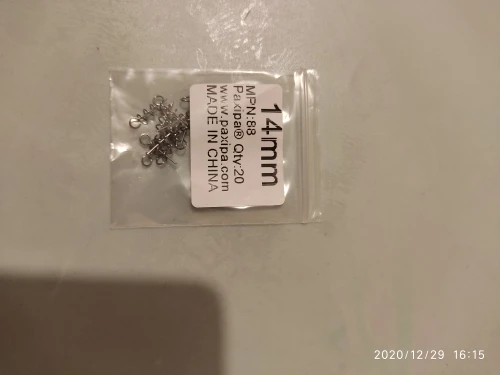 14mm
MPN:88
Paxipa® Qty:20
www.paxipa.com
MADE IN CHINA
2020/12/29 16:15